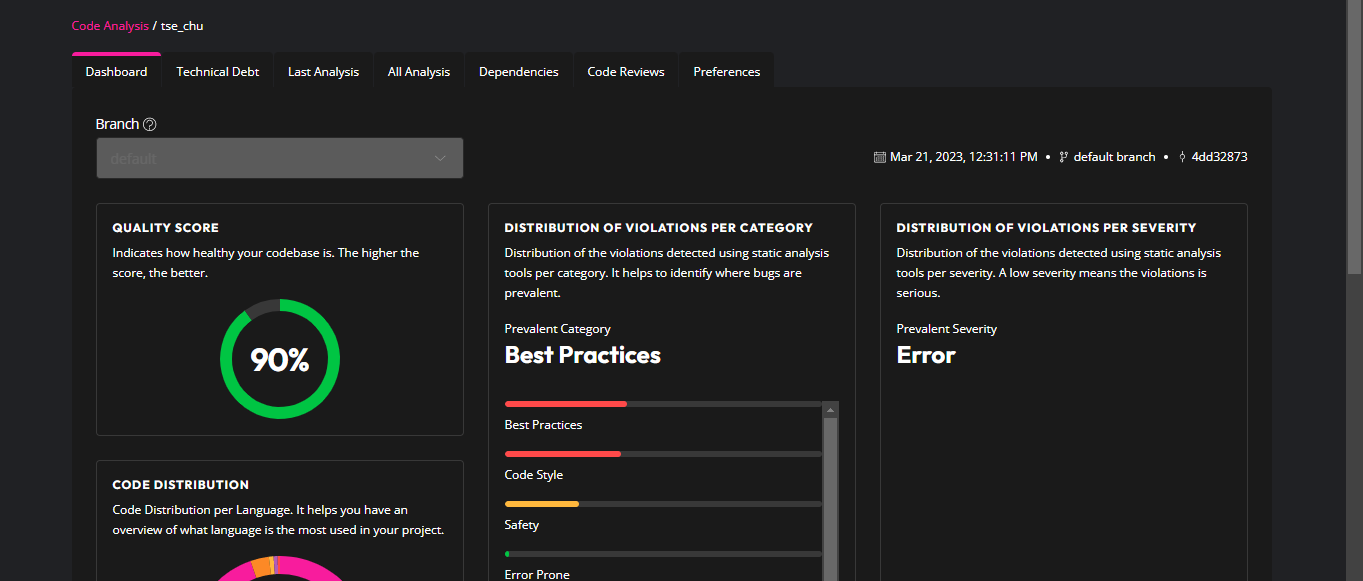 Code Analysis / tse_chu
Dashboard Technical Debt Last Analysis All Analysis Dependencies Code Reviews Preferences
Branch
default
Mar 21, 2023, 12:31:11 PM • default branch • 4dd32873
QUALITY SCORE
Indicates how healthy your codebase is. The higher the
score, the better.
90%
DISTRIBUTION OF VIOLATIONS PER CATEGORY
Distribution of the violations detected using static analysis
tools per category. It helps to identify where bugs are
prevalent.
Prevalent Category
Best Practices
Best Practices
Code Style
Safety
Error Prone
DISTRIBUTION OF VIOLATIONS PER SEVERITY
Distribution of the violations detected using static analysis
tools per severity. A low severity means the violations is
serious.
Prevalent Severity
Error
CODE DISTRIBUTION
Code Distribution per Language. It helps you have an
overview of what language is the most used in your project.